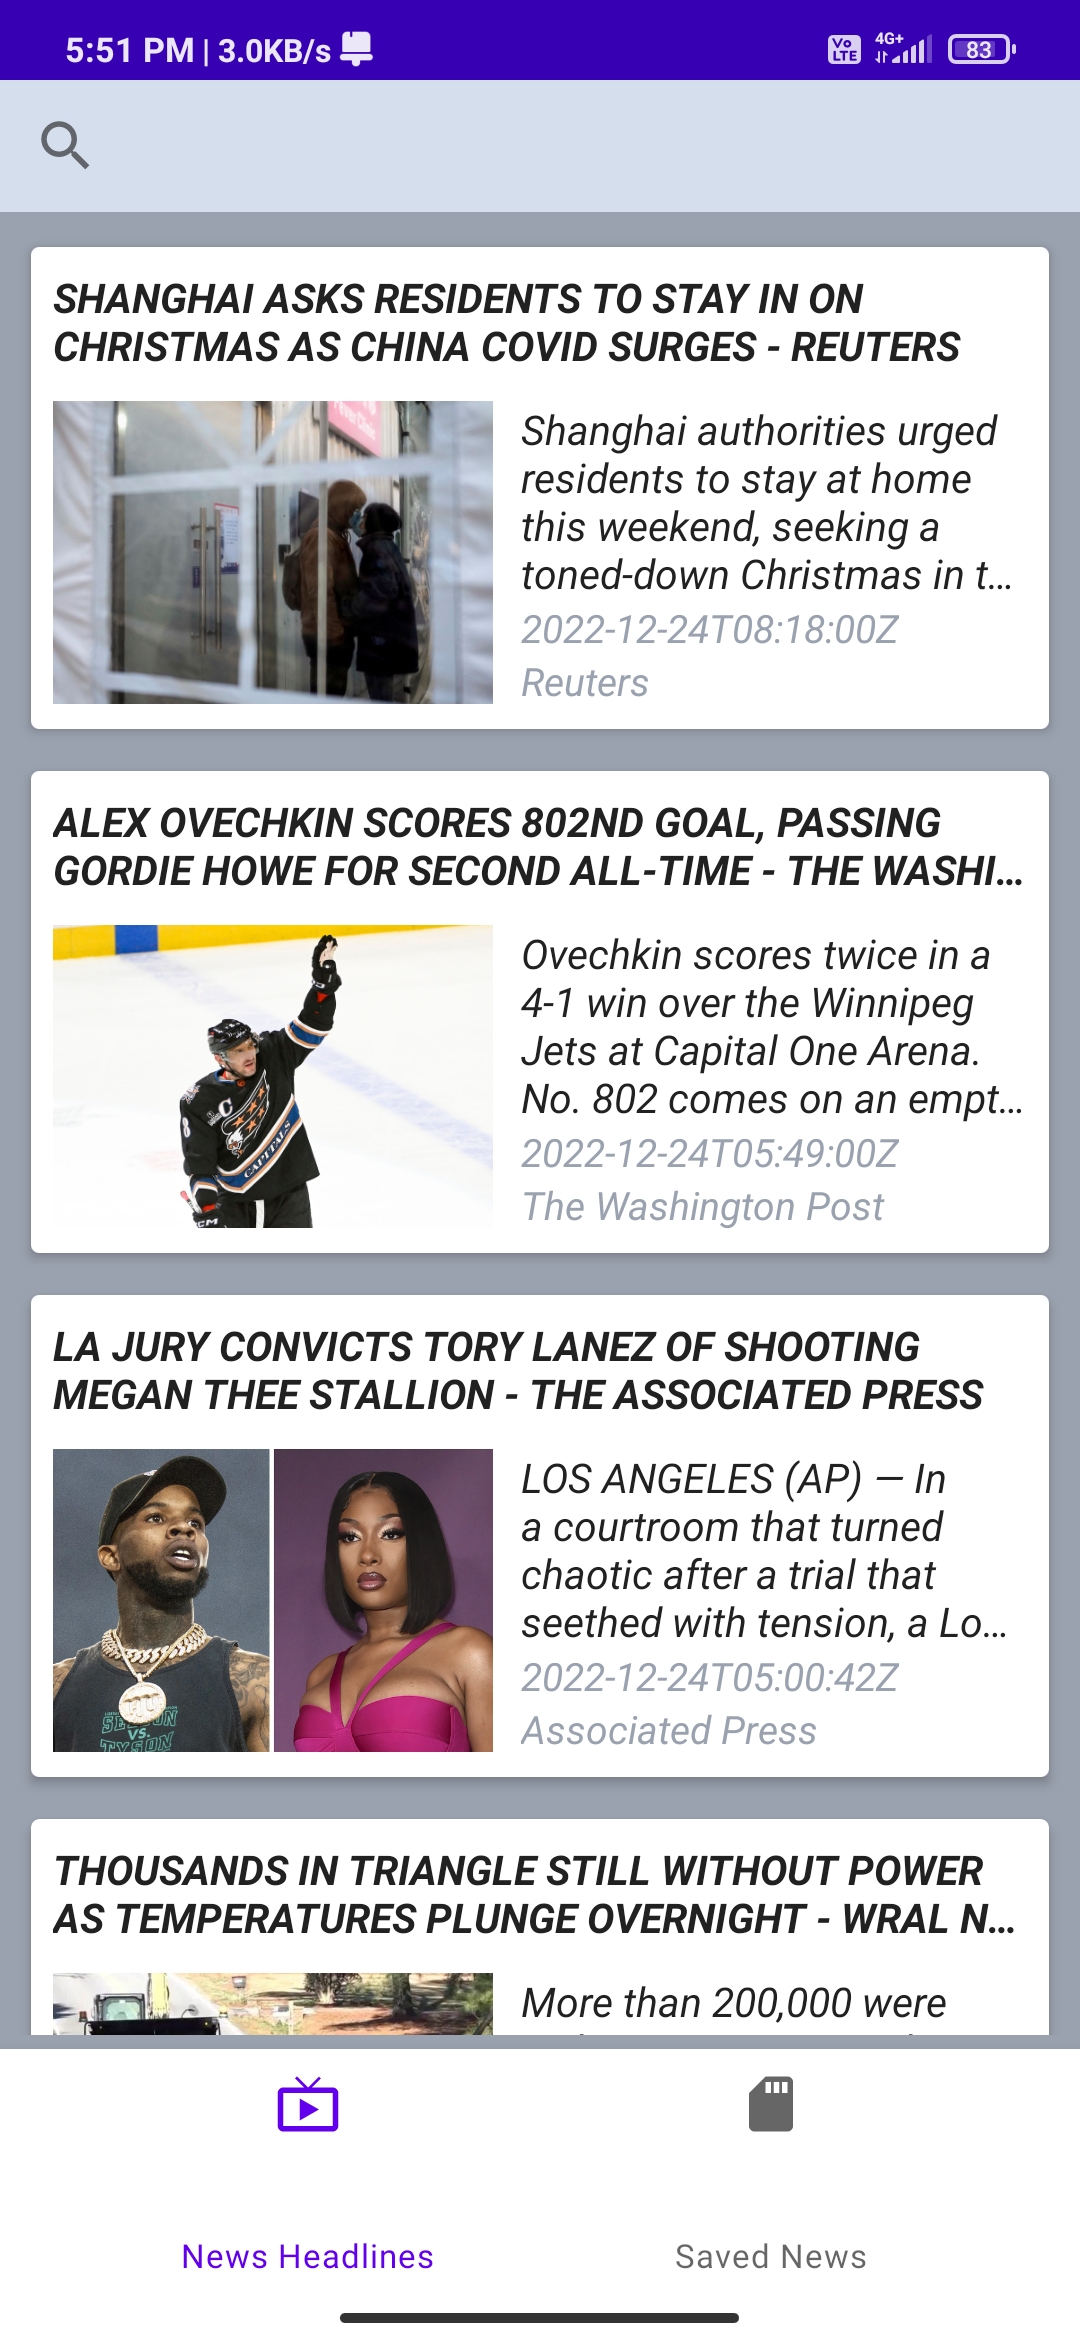 5:51 PM | 3.0KB/s
Vo LTE 4G+ 83
SHANGHAI ASKS RESIDENTS TO STAY IN ON
CHRISTMAS AS CHINA COVID SURGES - REUTERS
Fever Clinic
Shanghai authorities urged
residents to stay at home
this weekend, seeking a
toned-down Christmas in t...
2022-12-24T08:18:00Z
Reuters
ALEX OVECHKIN SCORES 802ND GOAL, PASSING
GORDIE HOWE FOR SECOND ALL-TIME - THE WASHI...
C
8
CAPITALS
CCM
Ovechkin scores twice in a
4-1 win over the Winnipeg
Jets at Capital One Arena.
No. 802 comes on an empt...
2022-12-24T05:49:00Z
The Washington Post
LA JURY CONVICTS TORY LANEZ OF SHOOTING
MEGAN THEE STALLION - THE ASSOCIATED PRESS
VS.
TYSON
LOS ANGELES (AP) — In
a courtroom that turned
chaotic after a trial that
seethed with tension, a Lo...
2022-12-24T05:00:42Z
Associated Press
THOUSANDS IN TRIANGLE STILL WITHOUT POWER
AS TEMPERATURES PLUNGE OVERNIGHT - WRAL N...
More than 200,000 were
News Headlines
Saved News